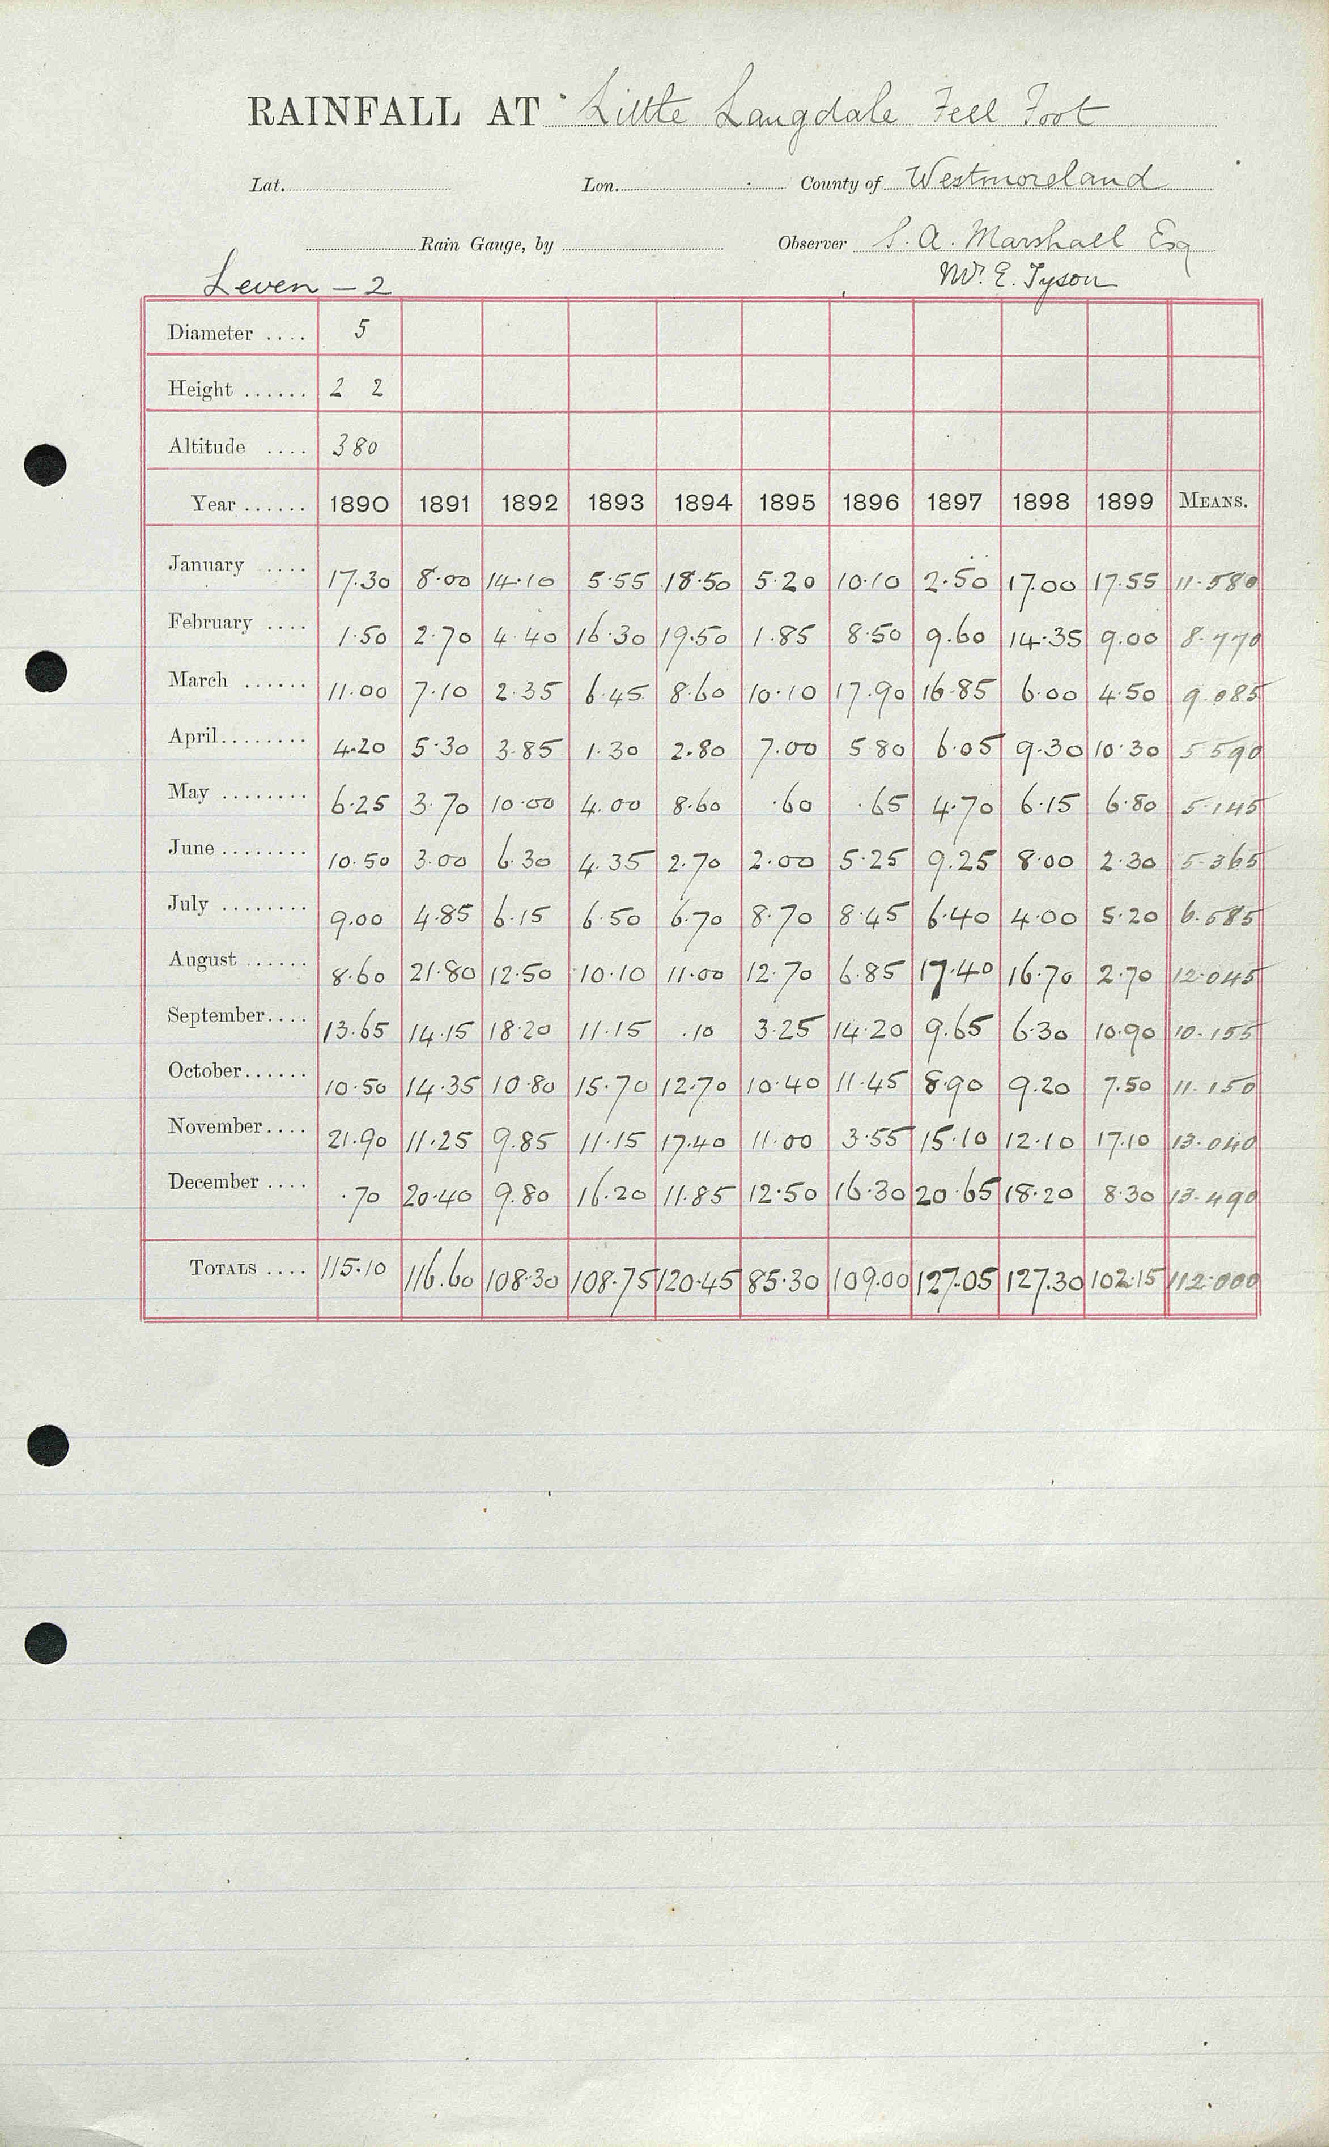 RAINFALL AT Little Langdale Fell Foot
Lat. Lon. County of Westmoreland
Rain Gauge, by Observer S. A. Marshall Esq
Leven - 2 Mr. E. Tyson
Diameter .... 5
Height ...... 2 2
Altitude .... 380
Year ...... 1890 1891 1892 1893 1894 1895 1896 1897 1898 1899 MEANS.
January .... 17.30 8.00 14.10 5.55 18.50 5.20 10.10 2.50 17.00 17.55 11.580
February .... 1.50 2.70 4.40 16.30 19.50 1.85 8.50 9.60 14.35 9.00 8.770
March ...... 11.00 7.10 2.35 6.45 8.60 10.10 17.90 16.85 6.00 4.50 9.085
April........ 4.20 5.30 3.85 1.30 2.80 7.00 5.80 6.05 9.30 10.30 5.590
May ........ 6.25 3.70 10.00 4.00 8.60 .60 .65 4.70 6.15 6.80 5.145
June ........ 10.50 3.00 6.30 4.35 2.70 2.00 5.25 9.25 8.00 2.30 5.365
July ........ 9.00 4.85 6.15 6.50 6.70 8.70 8.45 6.40 4.00 5.20 6.585
August ...... 8.60 21.80 12.50 10.10 11.00 12.70 6.85 17.40 16.70 2.70 12.045
September.... 13.65 14.15 18.20 11.15 .10 3.25 14.20 9.65 6.30 10.90 10.155
October...... 10.50 14.35 10.80 15.70 12.70 10.40 11.45 8.90 9.20 7.50 11.150
November.... 21.90 11.25 9.85 11.15 17.40 11.00 3.55 15.10 12.10 17.10 13.040
December .... .70 20.40 9.80 16.20 11.85 12.50 16.30 20.65 18.20 8.30 13.490
TOTALS .... 115.10 116.60 108.30 108.75 120.45 85.30 109.00 127.05 127.30 102.15 112.000